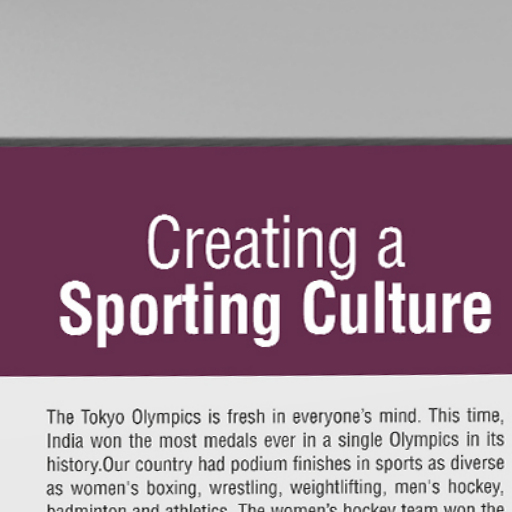 Creating a
Sporting Culture
The Tokyo Olympics is fresh in everyone's mind. This time,
India won the most medals ever in a single Olympics in its
history.Our country had podium finishes in sports as diverse
as women's boxing, wrestling, weightlifting, men's hockey,
badminton and athletics. The women's hockey team won the